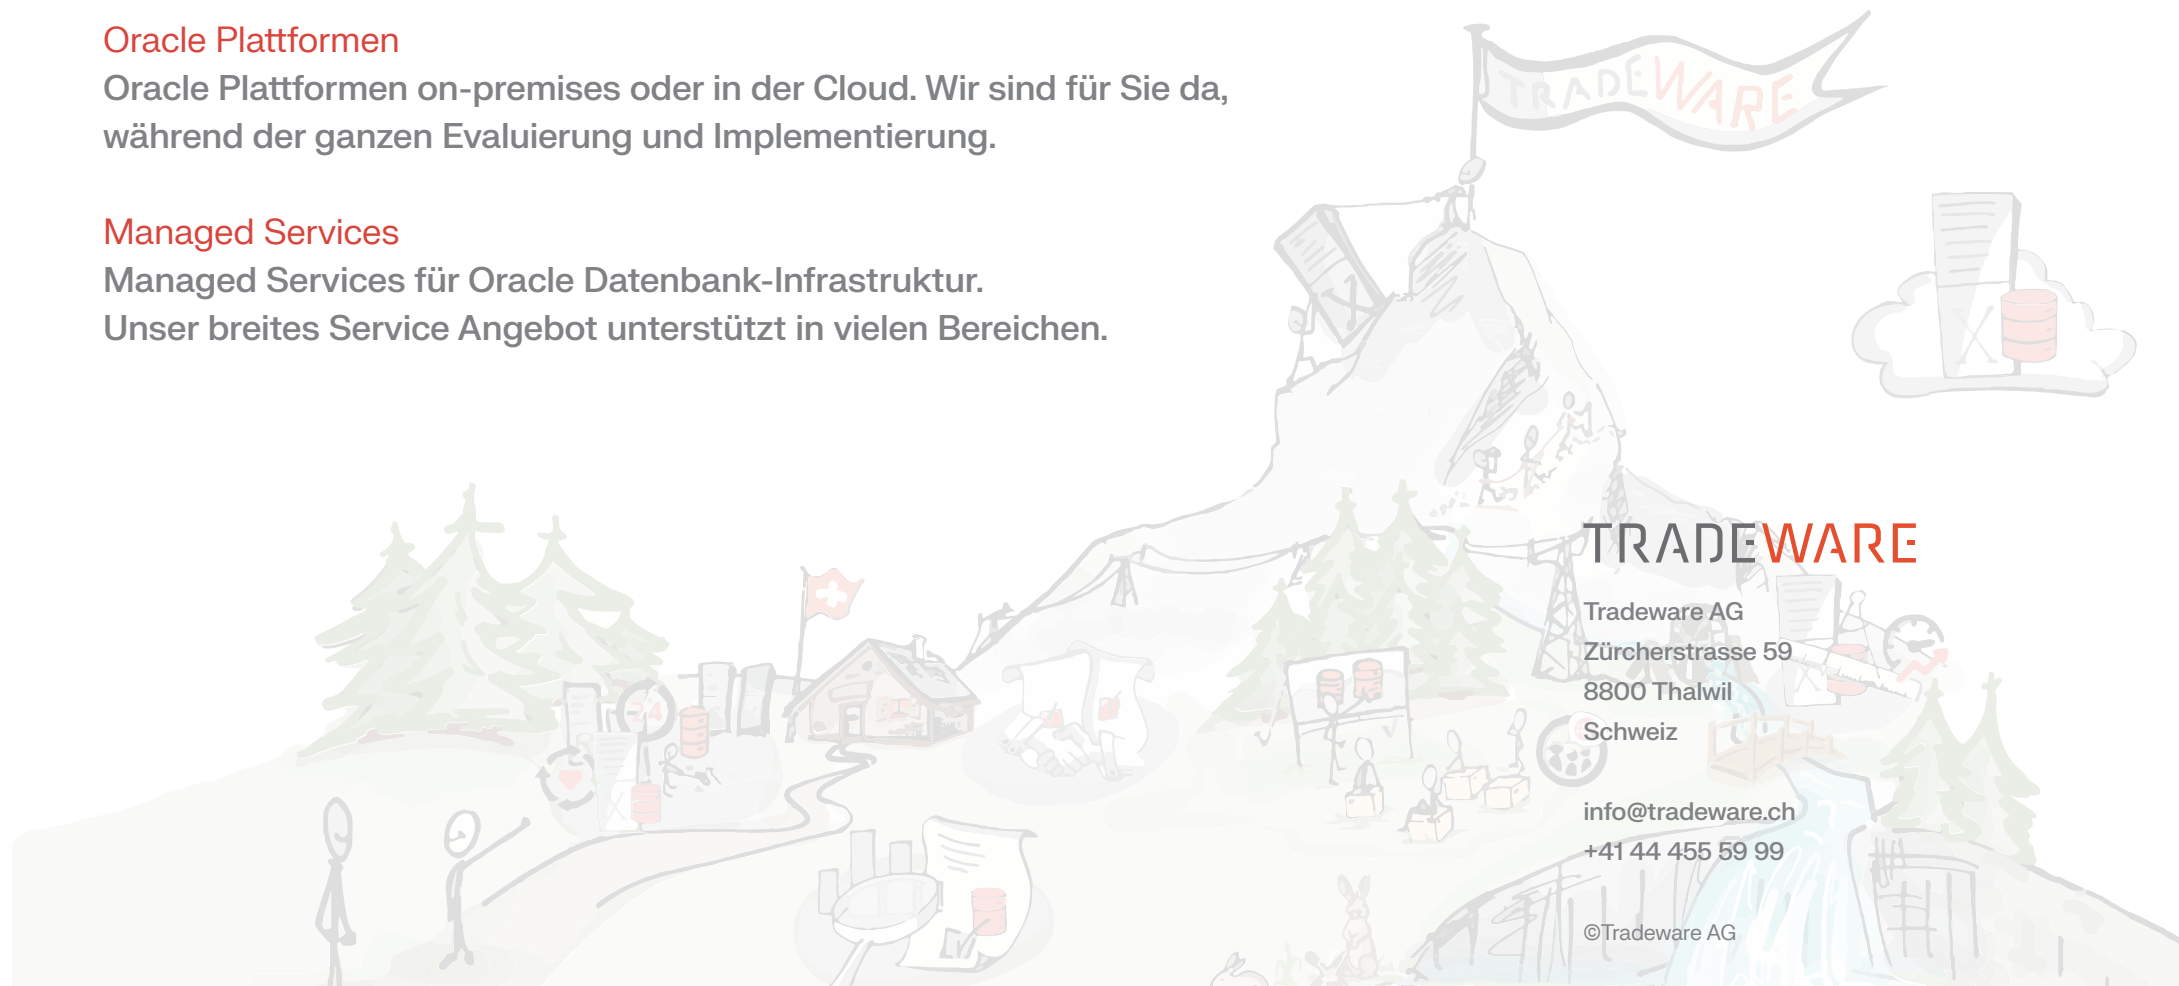 Oracle Plattformen
Oracle Plattformen on-premises oder in der Cloud. Wir sind für Sie da,
während der ganzen Evaluierung und Implementierung.
Managed Services
Managed Services für Oracle Datenbank-Infrastruktur.
Unser breites Service Angebot unterstützt in vielen Bereichen.
TRADEWARE
TRADEWARE
Tradeware AG
Zürcherstrasse 59
8800 Thalwil
Schweiz
info@tradeware.ch
+41 44 455 59 99
©Tradeware AG
24